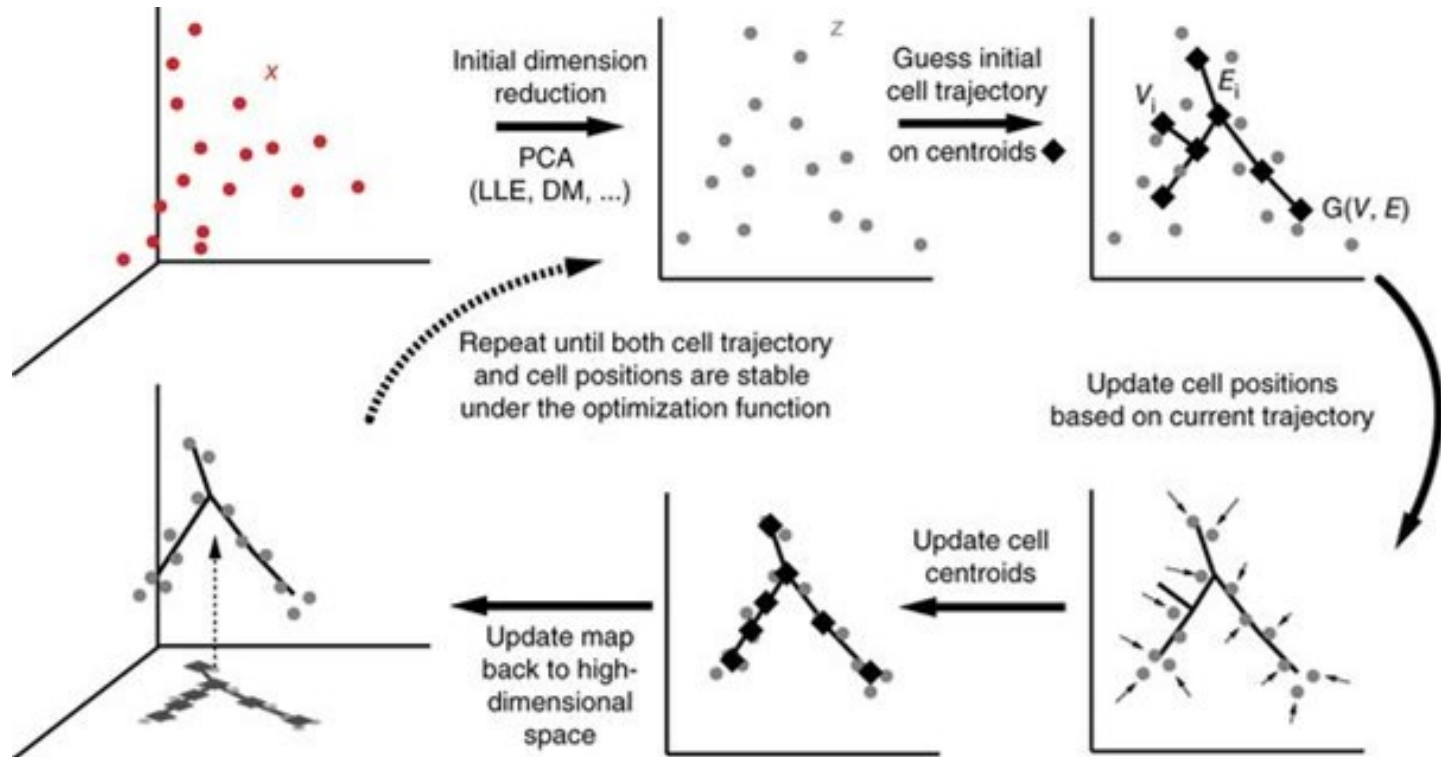 x
Initial dimension
reduction
PCA
(LLE, DM, ...)
z
Guess initial
cell trajectory
on centroids
V_i
E_i
G(V, E)
Update cell positions
based on current trajectory
Update cell
centroids
Update map
back to high-
dimensional
space
Repeat until both cell trajectory
and cell positions are stable
under the optimization function